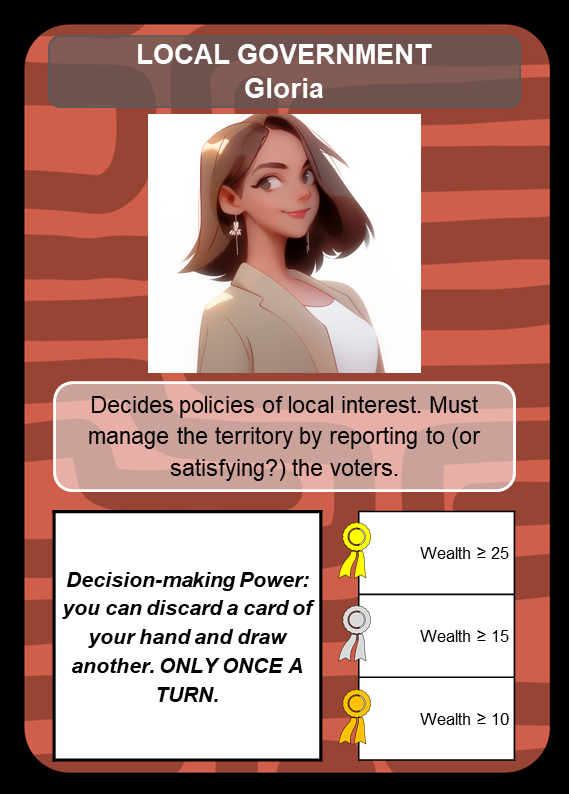 LOCAL GOVERNMENT
Gloria
Decides policies of local interest. Must
manage the territory by reporting to (or
satisfying?) the voters.
Decision-making Power:
you can discard a card of
your hand and draw
another. ONLY ONCE A
TURN.
Wealth ≥ 25
Wealth ≥ 15
Wealth ≥ 10